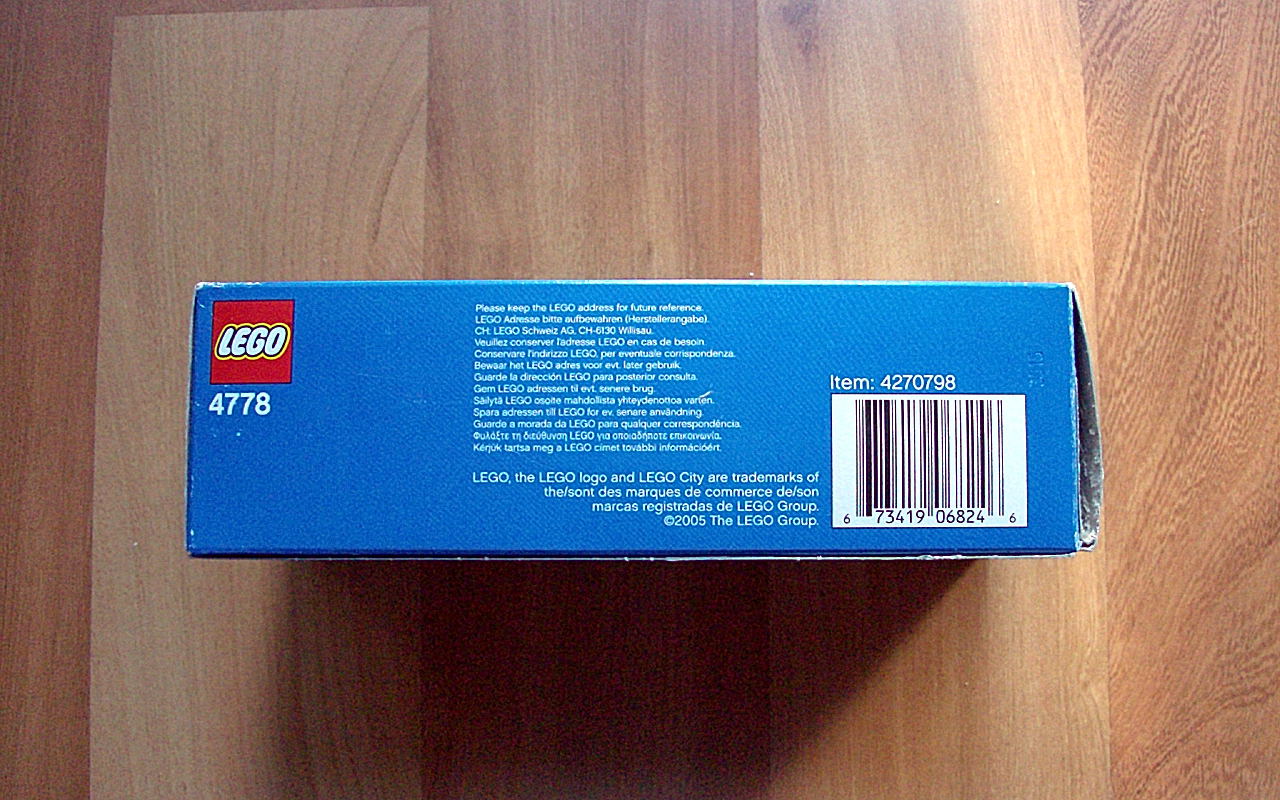 LEGO
4778
Please keep the LEGO address for future reference.
LEGO Adresse bitte aufbewahren (Herstellerangabe).
CH: LEGO Schweiz AG, CH-6130 Willisau.
Veuillez conserver l'adresse LEGO en cas de besoin.
Conservare l'indirizzo LEGO, per eventuale corrispondenza.
Bewaar het LEGO adres voor evt. later gebruik.
Guarde la dirección LEGO para posterior consulta.
Gem LEGO adressen til evt. senere brug.
Säilytä LEGO osoite mahdollista yhteydenottoa varten.
Spara adressen till LEGO for ev. senare användning.
Guarde a morada da LEGO para qualquer correspondência.
Φυλάξτε τη διεύθυνση LEGO για οποιαδήποτε επικοινωνία.
Kérjük tartsa meg a LEGO címet további információért.
LEGO, the LEGO logo and LEGO City are trademarks of
the/sont des marques de commerce de/son
marcas registradas de LEGO Group.
©2005 The LEGO Group.
Item: 4270798
6 73419 06824 6